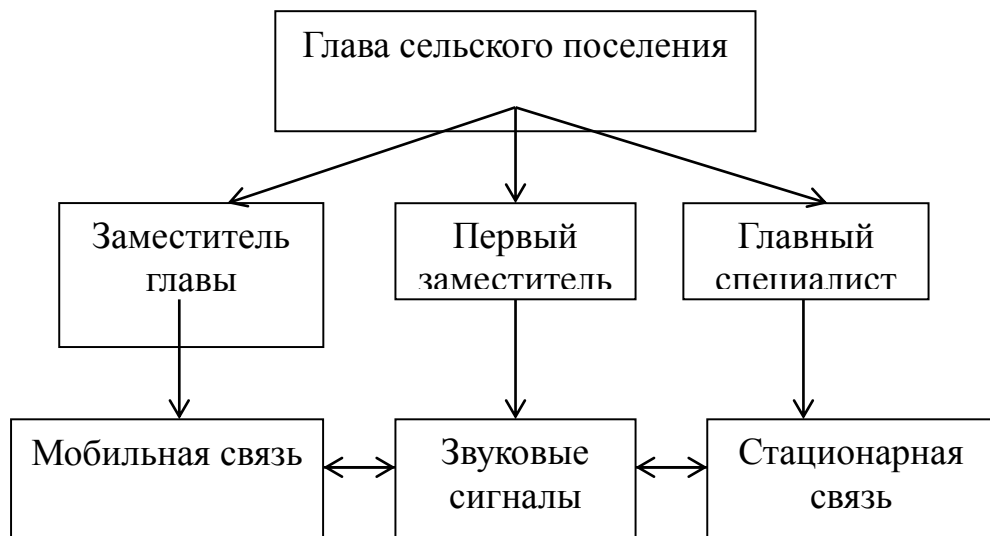 Глава сельского поселения
Заместитель
главы
Первый
заместитель
Главный
специалист
Мобильная связь
Звуковые
сигналы
Стационарная
связь